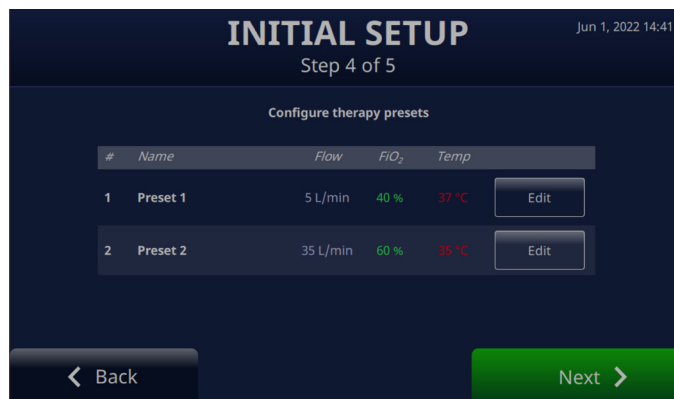 INITIAL SETUP
Jun 1, 2022 14:41
Step 4 of 5
Configure therapy presets
# Name Flow FiO₂ Temp
1 Preset 1 5 L/min 40 % 37 °C Edit
2 Preset 2 35 L/min 60 % 35 °C Edit
Back Next